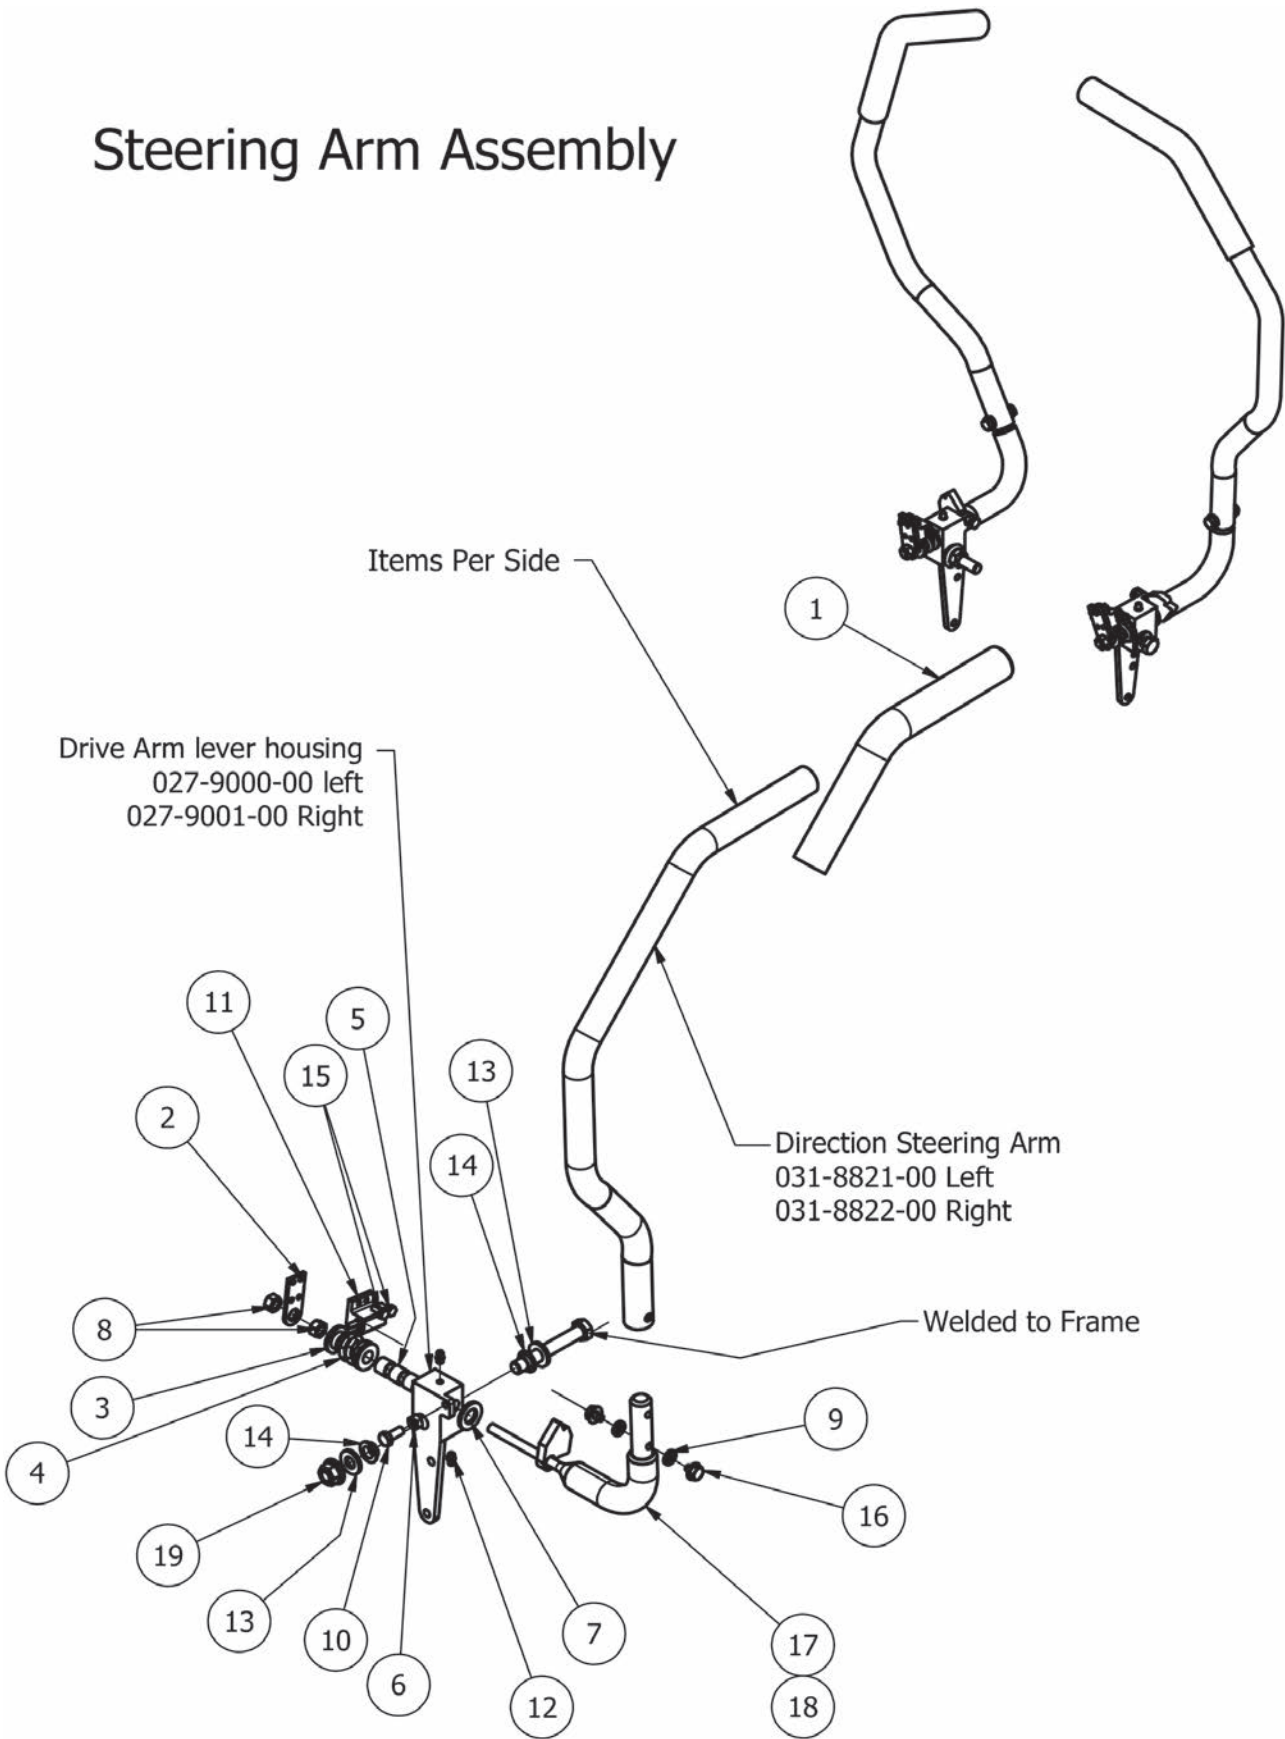 Steering Arm Assembly
Items Per Side
1
Drive Arm lever housing
027-9000-00 left
027-9001-00 Right
11
5
15
13
2
14
Direction Steering Arm
031-8821-00 Left
031-8822-00 Right
8
Welded to Frame
3
9
14
4
16
19
13
10
7
17
6
12
18